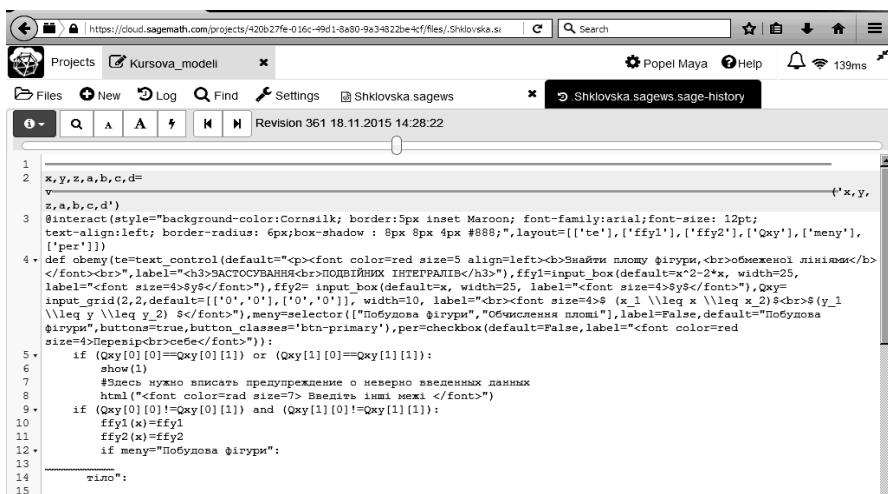 https://cloud.sagemath.com/projects/420b27fe-016c-49d1-8a80-9a34822be4cf/files/.Shklovska.sa Search
Projects Kursova_modeli Popel Maya Help 139ms
Files New Log Find Settings Shklovska.sagews .Shklovska.sagews.sage-history
A A Revision 361 18.11.2015 14:28:22
1
2 x,y,z,a,b,c,d=
v ('x,y,
z,a,b,c,d')
3 @interact(style="background-color:Cornsilk; border:5px inset Maroon; font-family:arial;font-size: 12pt;
text-align:left; border-radius: 6px;box-shadow : 8px 8px 4px #888;",layout=[['te'],['ffy1'],['ffy2'],['Qxy'],['meny'],
['per']])
4 def obemy(te=text_control(default="<p><font color=red size=5 align=left><b>Знайти площу фігури,<br>обмеженої лініями</b>
</font><br>",label="<h3>ЗАСТОСУВАННЯ<br>ПОДВІЙНИХ ІНТЕГРАЛІВ</h3>"),ffy1=input_box(default=x^2-2*x, width=25,
label="<font size=4>$y$</font>"),ffy2= input_box(default=x, width=25, label="<font size=4>$y$</font>"),Qxy=
input_grid(2,2,default=[['0','0'],['0','0']], width=10, label="<br><font size=4>$ (x_1 \\leq x \\leq x_2)$<br>$(y_1
\\leq y \\leq y_2) $</font>"),meny=selector(["Побудова фігури","Обчислення площі"],label=False,default="Побудова
фігури",buttons=true,button_classes='btn-primary'),per=checkbox(default=False,label="<font color=red
size=4>Перевір<br>себе</font>")):
5 if (Qxy[0][0]==Qxy[0][1]) or (Qxy[1][0]==Qxy[1][1]):
6 show(1)
7 #Здесь нужно вписать предупреждение о неверно введенных данных
8 html("<font color=rad size=7> Введіть інші межі </font>")
9 if (Qxy[0][0]!=Qxy[0][1]) and (Qxy[1][0]!=Qxy[1][1]):
10 ffy1(x)=ffy1
11 ffy2(x)=ffy2
12 if meny="Побудова фігури":
13
14 тіло":
15